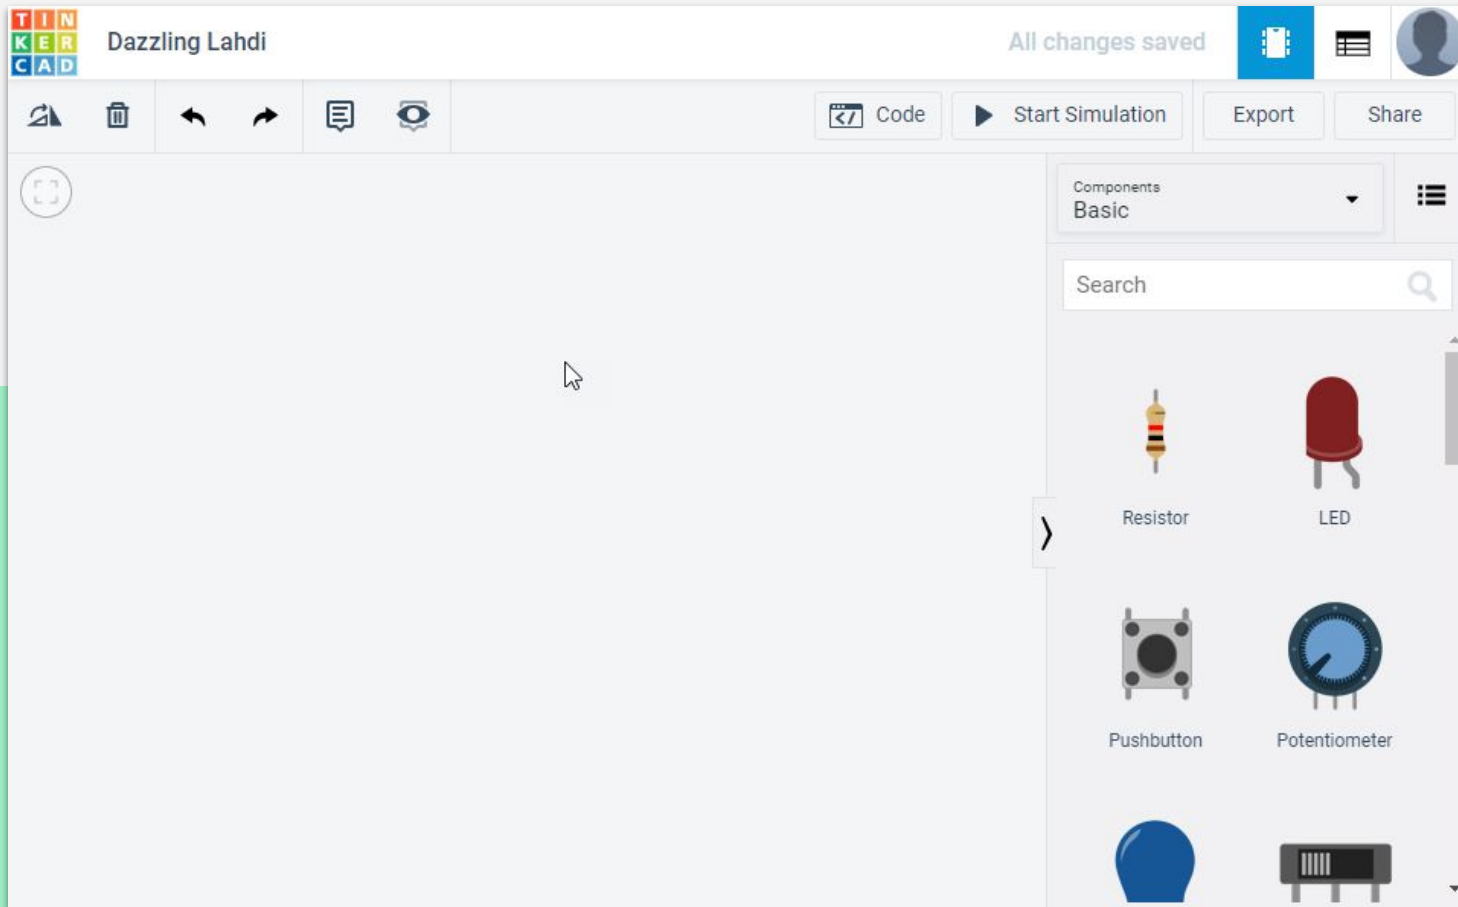 TIN
KER
CAD
Dazzling Lahdi
All changes saved
Code
Start Simulation
Export
Share
Components
Basic
Search
Resistor
LED
Pushbutton
Potentiometer